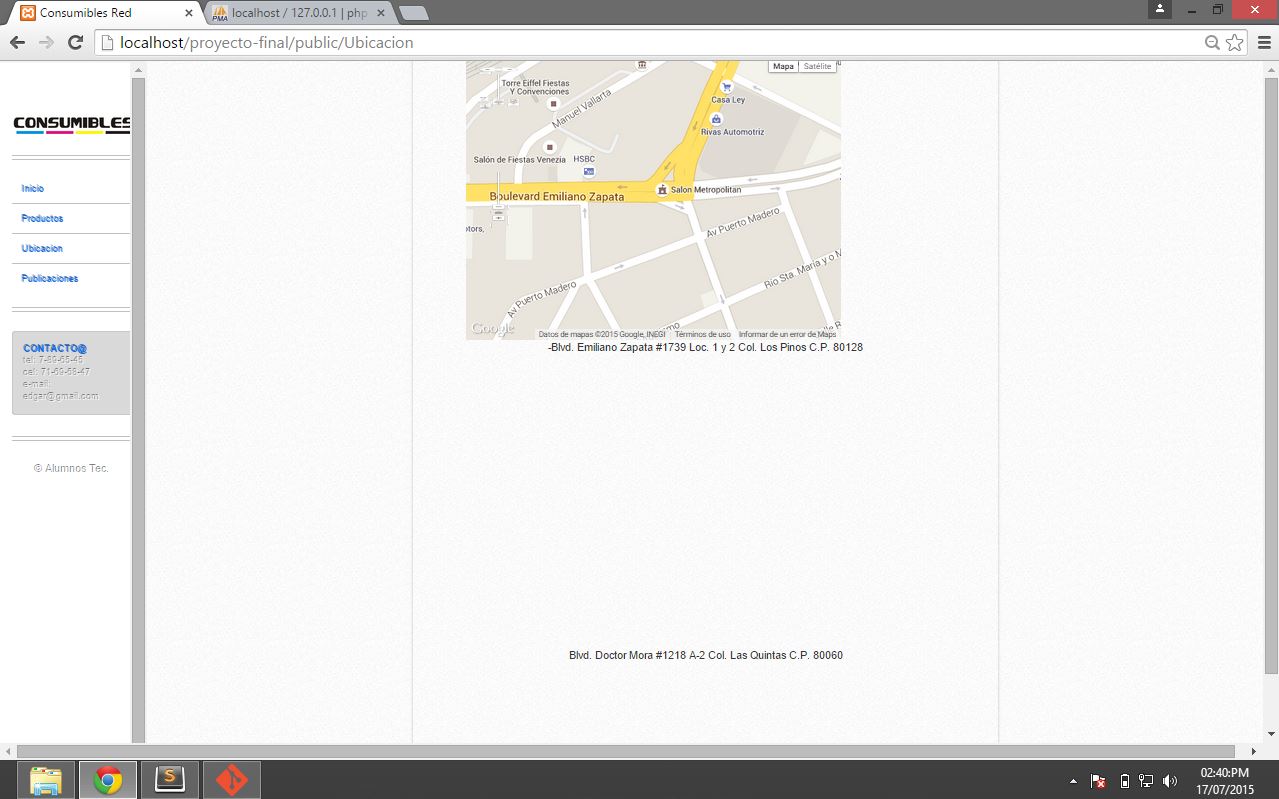 Consumibles Red
localhost / 127.0.0.1 | php
localhost/proyecto-final/public/Ubicacion
CONSUMIBLES
Inicio
Productos
Ubicacion
Publicaciones
CONTACTO@
tel: 7-89-65-45
cel: 71-69-68-47
e-mail:
edgar@gmail.com
© Alumnos Tec.
Mapa
Satélite
Torre Eiffel Fiestas
Y Convenciones
Manuel Vallarta
Casa Ley
Rivas Automotriz
Salón de Fiestas Venezia
HSBC
Salon Metropolitan
Boulevard Emiliano Zapata
otors,
Av Puerto Madero
Rio Sta. María y o M
Av Puerto Madero
Google
Datos de mapas ©2015 Google, INEGI
Términos de uso
Informar de un error de Maps
-Blvd. Emiliano Zapata #1739 Loc. 1 y 2 Col. Los Pinos C.P. 80128
Blvd. Doctor Mora #1218 A-2 Col. Las Quintas C.P. 80060
02:40:PM
17/07/2015